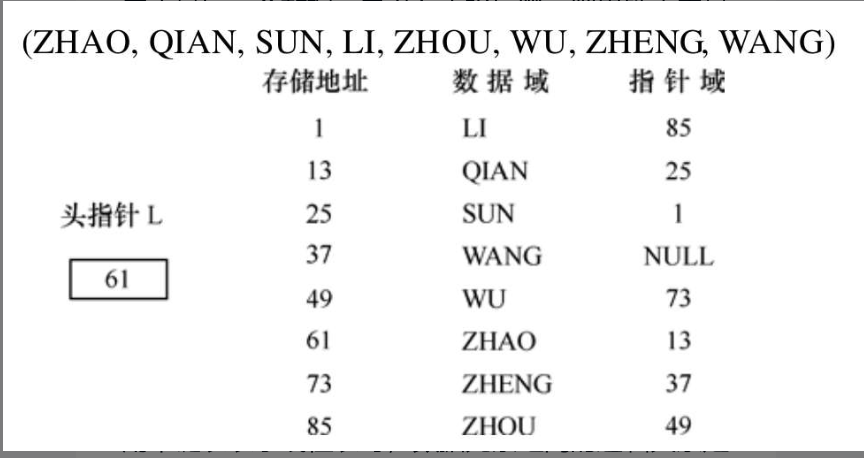 (ZHAO, QIAN, SUN, LI, ZHOU, WU, ZHENG, WANG)
存储地址 数据域 指针域
1 LI 85
13 QIAN 25
头指针 L 25 SUN 1
37 WANG NULL
61
49 WU 73
61 ZHAO 13
73 ZHENG 37
85 ZHOU 49